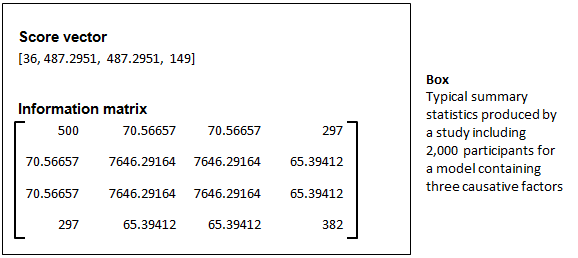 Score vector
[36, 487.2951, 487.2951, 149]
Information matrix
500 70.56657 70.56657 297
70.56657 7646.29164 7646.29164 65.39412
70.56657 7646.29164 7646.29164 65.39412
297 65.39412 65.39412 382
Box
Typical summary
statistics produced by
a study including
2,000 participants for
a model containing
three causative factors